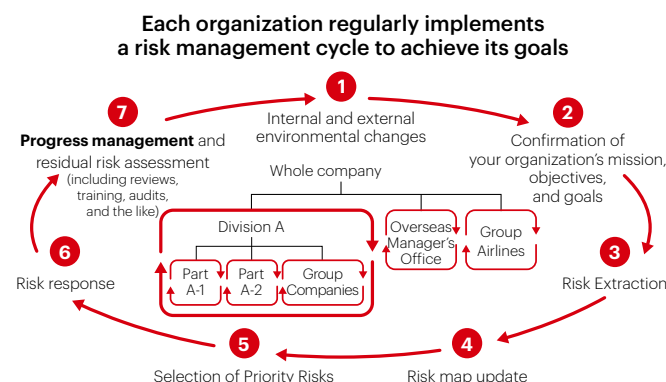 Each organization regularly implements
a risk management cycle to achieve its goals
1
Internal and external
environmental changes
2
Confirmation of
your organization's mission,
objectives,
and goals
3
Risk Extraction
4
Risk map update
5
Selection of Priority Risks
6
Risk response
7
Progress management and
residual risk assessment
(including reviews,
training, audits,
and the like)
Whole company
Division A
Part
A-1
Part
A-2
Group
Companies
Overseas
Manager's
Office
Group
Airlines